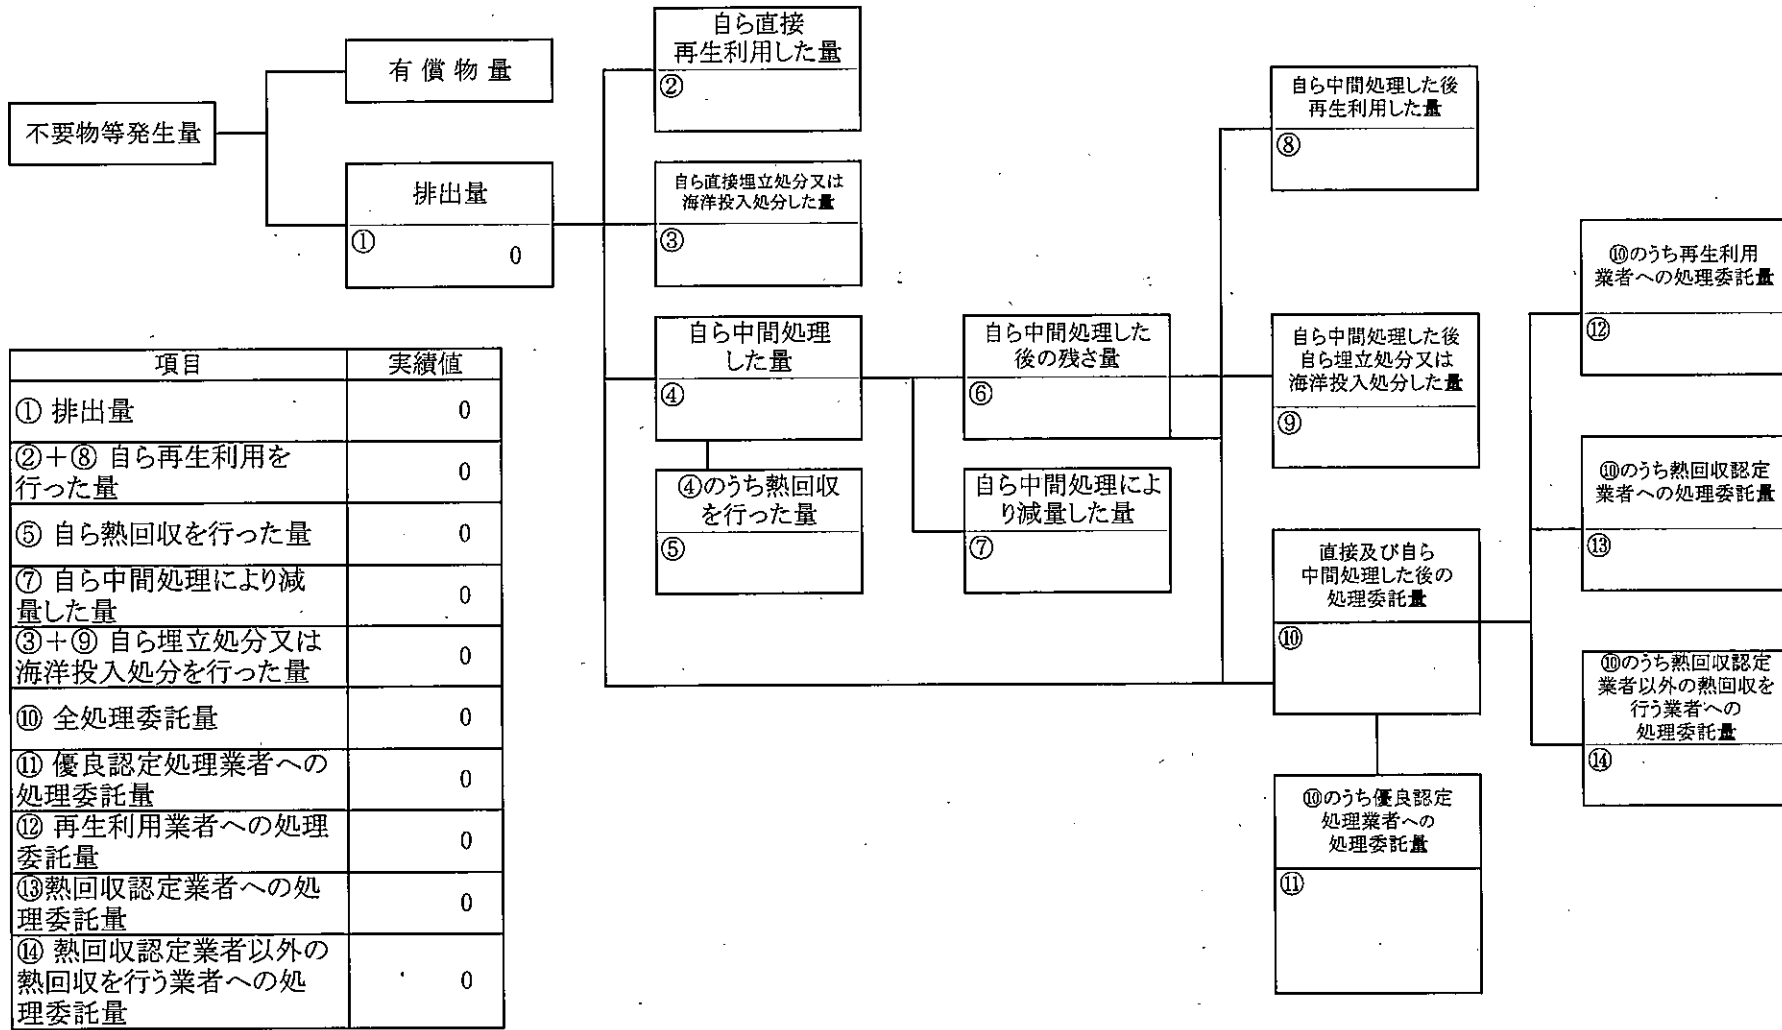 不要物等発生量
有償物量
排出量
①
0
自ら直接
再生利用した量
②
自ら直接埋立処分又は
海洋投入処分した量
③
自ら中間処理
した量
④
④のうち熱回収
を行った量
⑤
自ら中間処理した
後の残さ量
⑥
自ら中間処理によ
り減量した量
⑦
自ら中間処理した後
再生利用した量
⑧
自ら中間処理した後
自ら埋立処分又は
海洋投入処分した量
⑨
直接及び自ら
中間処理した後の
処理委託量
⑩
⑩のうち優良認定
処理業者への
処理委託量
⑪
⑩のうち再生利用
業者への処理委託量
⑫
⑩のうち熱回収認定
業者への処理委託量
⑬
⑩のうち熱回収認定
業者以外の熱回収を
行う業者への
処理委託量
⑭
項目 実績値
① 排出量 0
②+⑧ 自ら再生利用を
行った量 0
⑤ 自ら熱回収を行った量 0
⑦ 自ら中間処理により減
量した量 0
③+⑨ 自ら埋立処分又は
海洋投入処分を行った量 0
⑩ 全処理委託量 0
⑪ 優良認定処理業者への
処理委託量 0
⑫ 再生利用業者への処理
委託量 0
⑬熱回収認定業者への処
理委託量 0
⑭ 熱回収認定業者以外の
熱回収を行う業者への処
理委託量 0